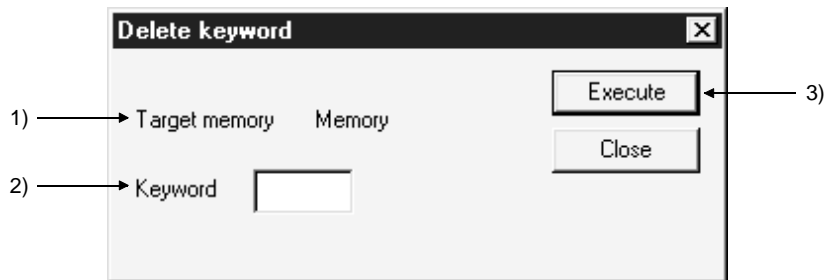 Delete keyword
Execute 3)
1) Target memory Memory
Close
2) Keyword